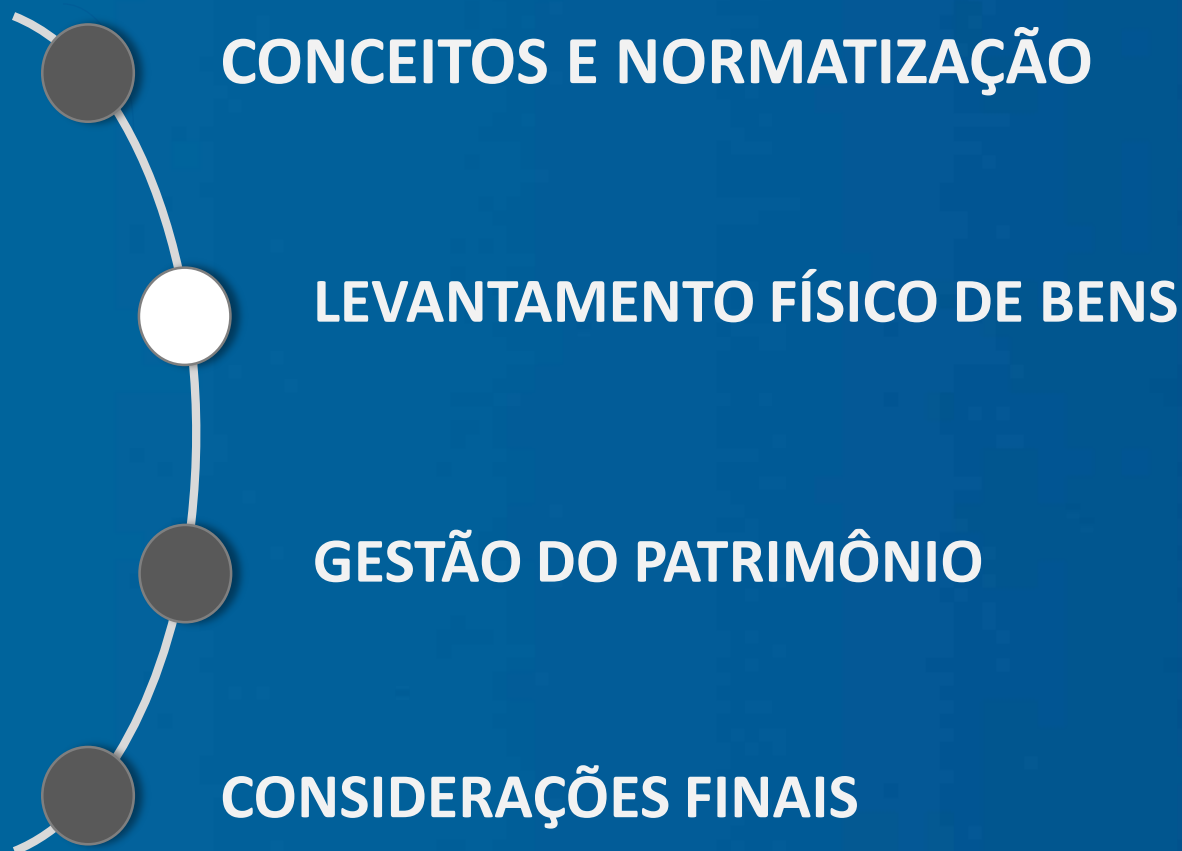 CONCEITOS E NORMATIZAÇÃO
LEVANTAMENTO FÍSICO DE BENS
GESTÃO DO PATRIMÔNIO
CONSIDERAÇÕES FINAIS